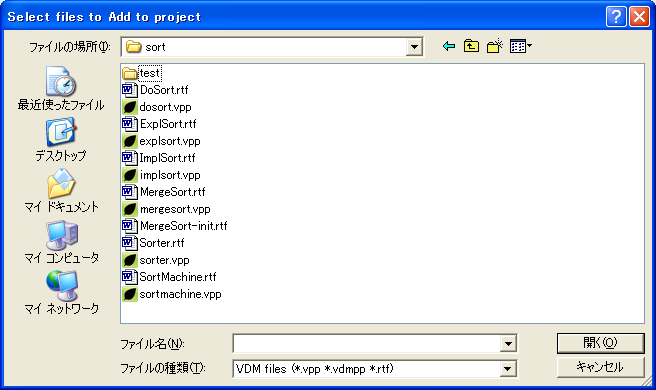 Select files to Add to project
ファイルの場所(I):
sort
最近使ったファイル
デスクトップ
マイ ドキュメント
マイ コンピュータ
マイ ネットワーク
test
DoSort.rtf
dosort.vpp
ExplSort.rtf
explsort.vpp
ImplSort.rtf
implsort.vpp
MergeSort.rtf
mergesort.vpp
MergeSort-init.rtf
Sorter.rtf
sorter.vpp
SortMachine.rtf
sortmachine.vpp
ファイル名(N):
開く(O)
ファイルの種類(T):
VDM files (*.vpp *.vdmpp *.rtf)
キャンセル